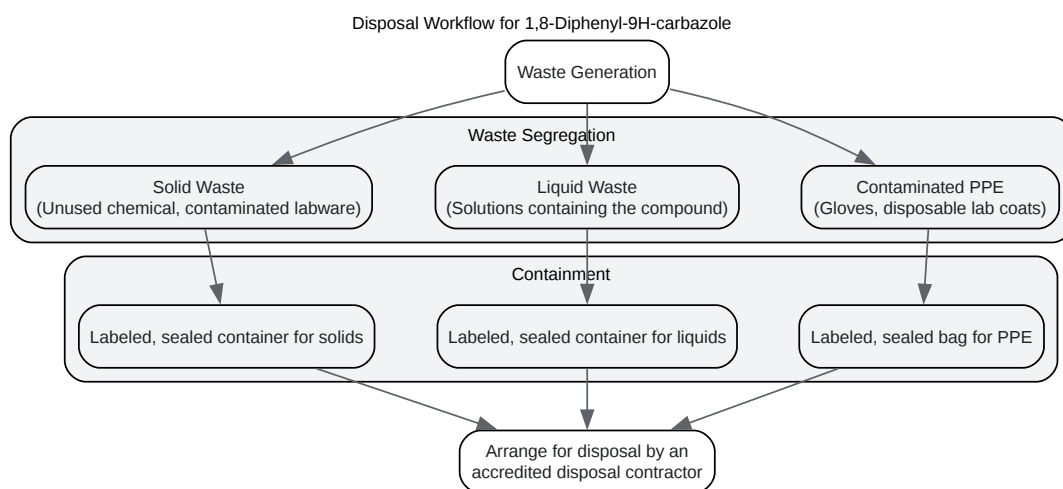 Disposal Workflow for 1,8-Diphenyl-9H-carbazole
Waste Generation
Waste Segregation
Solid Waste
(Unused chemical, contaminated labware)
Liquid Waste
(Solutions containing the compound)
Contaminated PPE
(Gloves, disposable lab coats)
Containment
Labeled, sealed container for solids
Labeled, sealed container for liquids
Labeled, sealed bag for PPE
Arrange for disposal by an
accredited disposal contractor